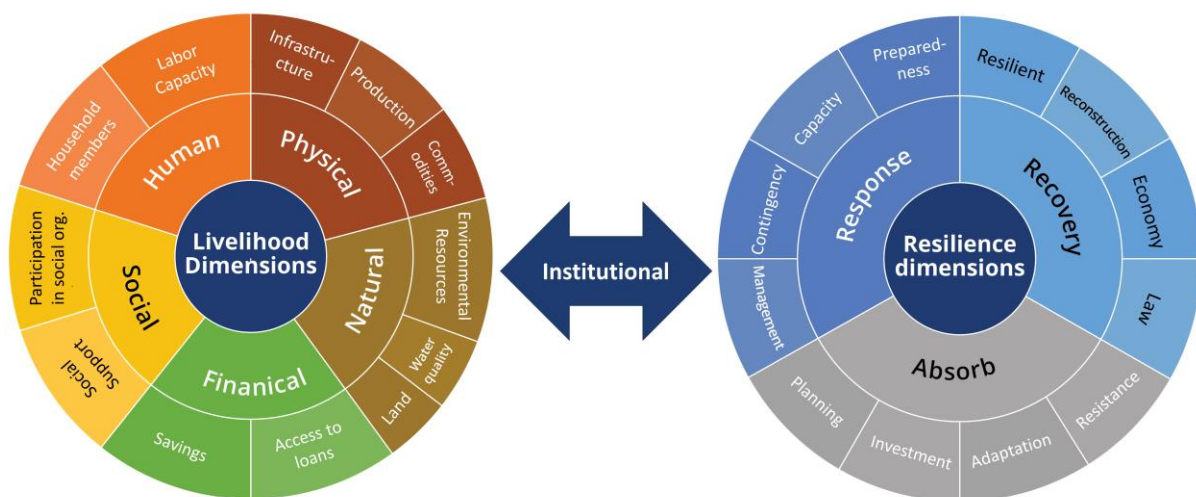 Livelihood
Dimensions
Human
Physical
Natural
Finanical
Social
Household
members
Labor
Capacity
Infrastru-
cture
Production
Comm-
odities
Environmental
Resources
Water
quality
Land
Access to
loans
Savings
Social
Support
Participation
in social org.
Institutional
Resilience
dimensions
Response
Recovery
Absorb
Management
Contingency
Capacity
Prepared-
ness
Resilient
Reconstruction
Economy
Law
Resistance
Adaptation
Investment
Planning